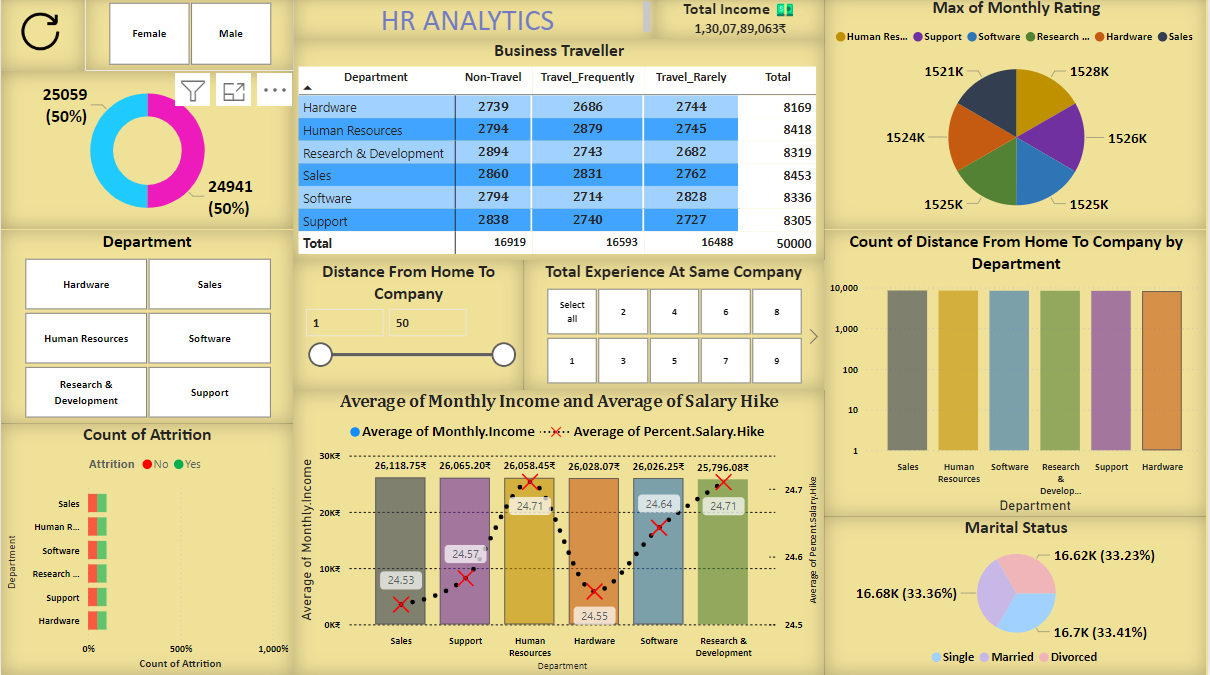 Female
Male
25059
(50%)
24941
(50%)
Department
Hardware
Sales
Human Resources
Software
Research &
Development
Support
Count of Attrition
Attrition No Yes
Department
Sales
Human R...
Software
Research ...
Support
Hardware
0% 500% 1,000%
Count of Attrition
HR ANALYTICS
Total Income 💵
1,30,07,89,063₹
Business Traveller
Department Non-Travel Travel_Frequently Travel_Rarely Total
Hardware 2739 2686 2744 8169
Human Resources 2794 2879 2745 8418
Research & Development 2894 2743 2682 8319
Sales 2860 2831 2762 8453
Software 2794 2714 2828 8336
Support 2838 2740 2727 8305
Total 16919 16593 16488 50000
Distance From Home To
Company
1 50
Total Experience At Same Company
Select
all
2 4 6 8
1 3 5 7 9
Average of Monthly Income and Average of Salary Hike
Average of Monthly.Income Average of Percent.Salary.Hike
Average of Monthly.Income
30K₹
20K₹
10K₹
0K₹
26,118.75₹ 26,065.20₹ 26,058.45₹ 26,028.07₹ 26,026.25₹ 25,796.08₹
24.53 24.57 24.71 24.55 24.64 24.71
24.7
24.6
24.5
Average of Percent.Salary.Hike
Sales Support Human
Resources Hardware Software Research &
Development
Department
Max of Monthly Rating
Human Res... Support Software Research ... Hardware Sales
1521K
1528K
1524K
1526K
1525K
1525K
Count of Distance From Home To Company by
Department
10,000
1,000
100
10
1
Sales Human
Resources Software Research
&
Develop... Support Hardware
Department
Marital Status
16.62K (33.23%)
16.68K (33.36%)
16.7K (33.41%)
Single Married Divorced